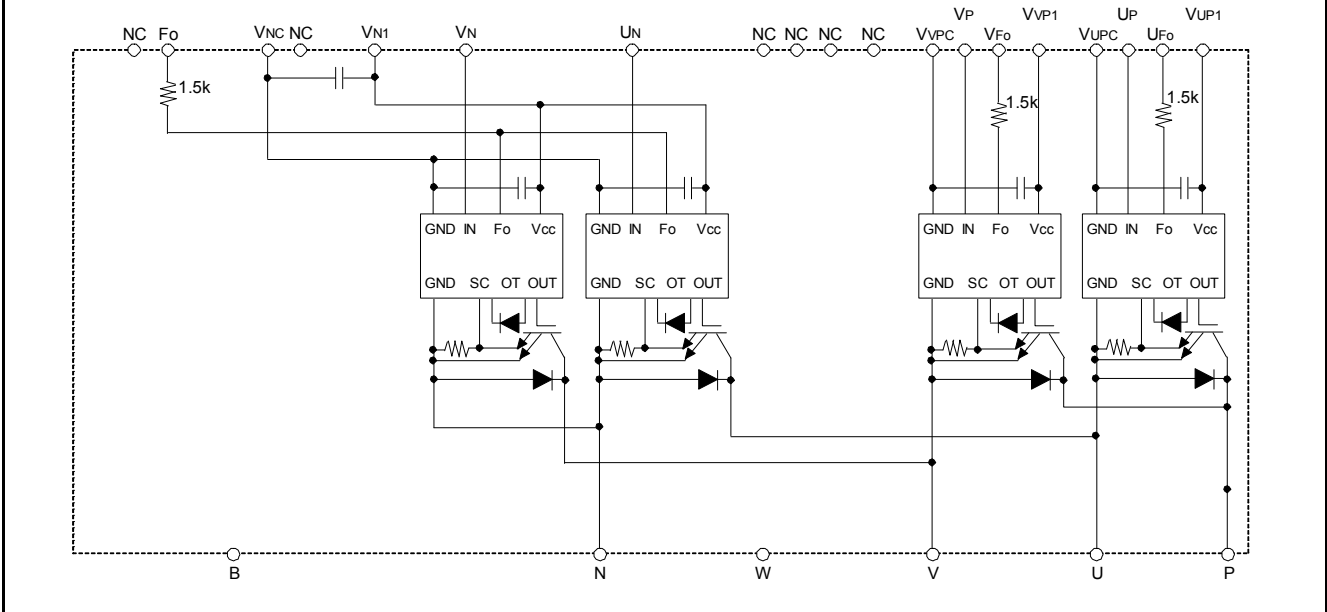 VP VVP1 UP VUP1
NC Fo VNC NC VN1 VN UN NC NC NC NC VVPC VFo VUPC UFo
1.5k
1.5k
1.5k
GND IN Fo Vcc
GND IN Fo Vcc
GND IN Fo Vcc
GND IN Fo Vcc
GND SC OT OUT
GND SC OT OUT
GND SC OT OUT
GND SC OT OUT
B N W V U P